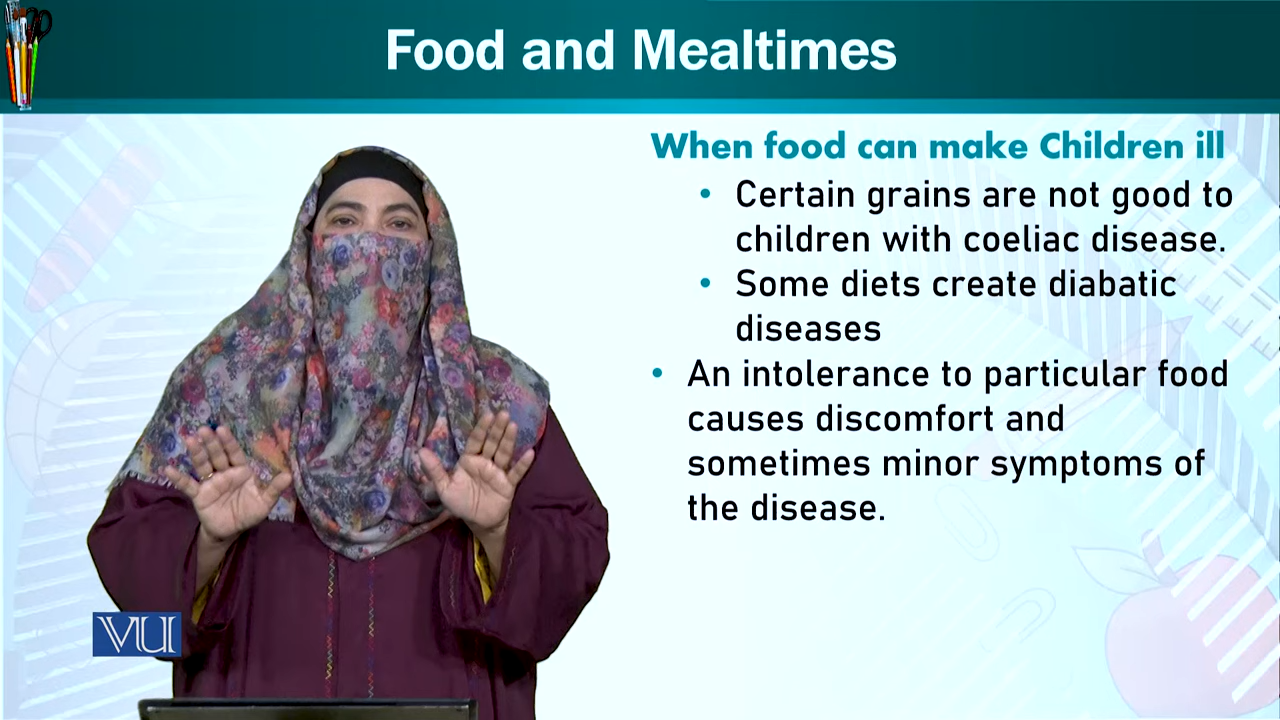 Food and Mealtimes
When food can make Children ill
• Certain grains are not good to
children with coeliac disease.
• Some diets create diabatic
diseases
• An intolerance to particular food
causes discomfort and
sometimes minor symptoms of
the disease.
VU